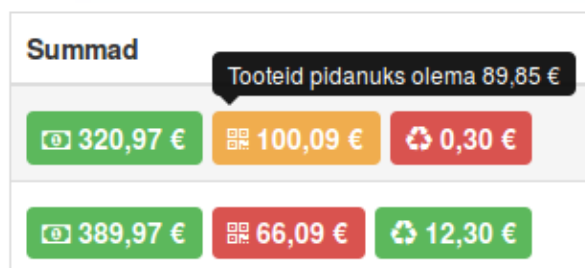 Summad
Tooteid pidanuks olema 89,85 €
320,97 € 100,09 € 0,30 €
389,97 € 66,09 € 12,30 €